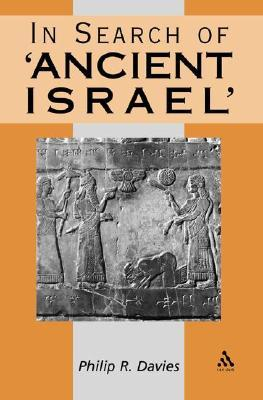 In Search of
'Ancient
Israel'
Philip R. Davies